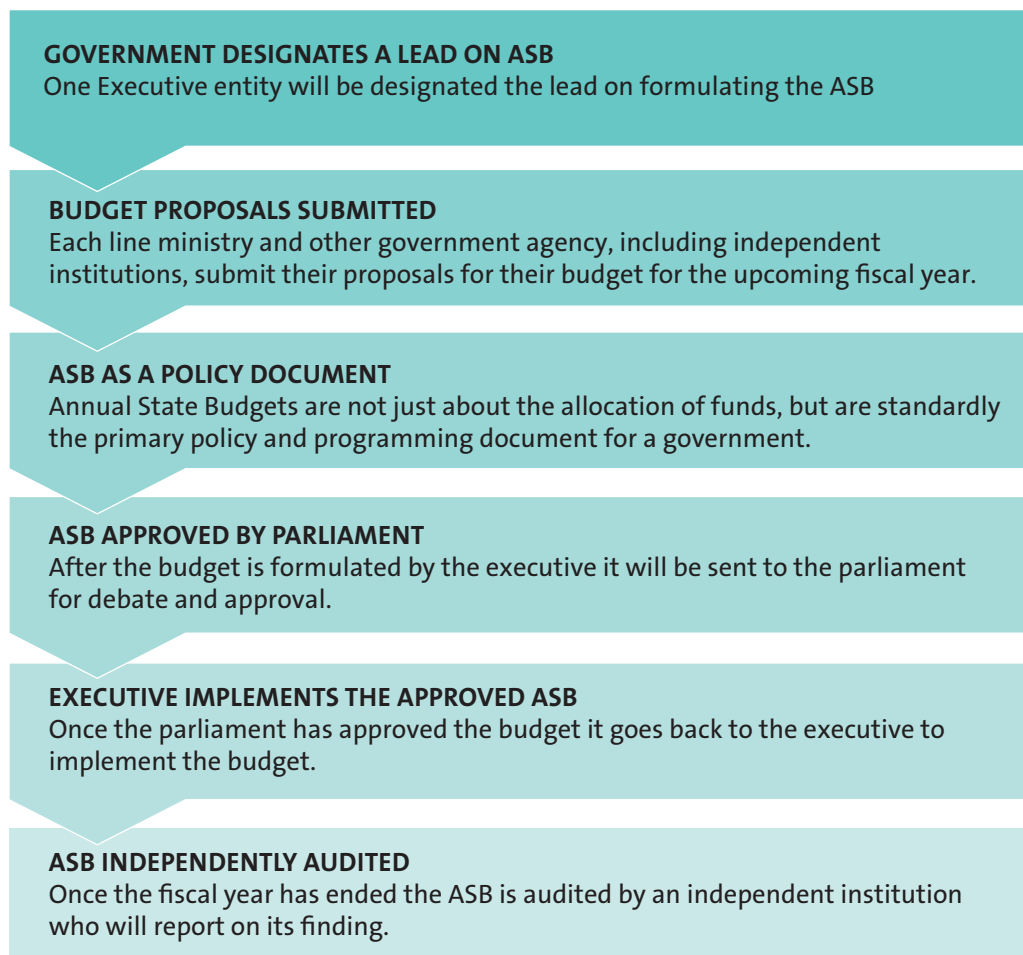 GOVERNMENT DESIGNATES A LEAD ON ASB
One Executive entity will be designated the lead on formulating the ASB
BUDGET PROPOSALS SUBMITTED
Each line ministry and other government agency, including independent
institutions, submit their proposals for their budget for the upcoming fiscal year.
ASB AS A POLICY DOCUMENT
Annual State Budgets are not just about the allocation of funds, but are standardly
the primary policy and programming document for a government.
ASB APPROVED BY PARLIAMENT
After the budget is formulated by the executive it will be sent to the parliament
for debate and approval.
EXECUTIVE IMPLEMENTS THE APPROVED ASB
Once the parliament has approved the budget it goes back to the executive to
implement the budget.
ASB INDEPENDENTLY AUDITED
Once the fiscal year has ended the ASB is audited by an independent institution
who will report on its finding.